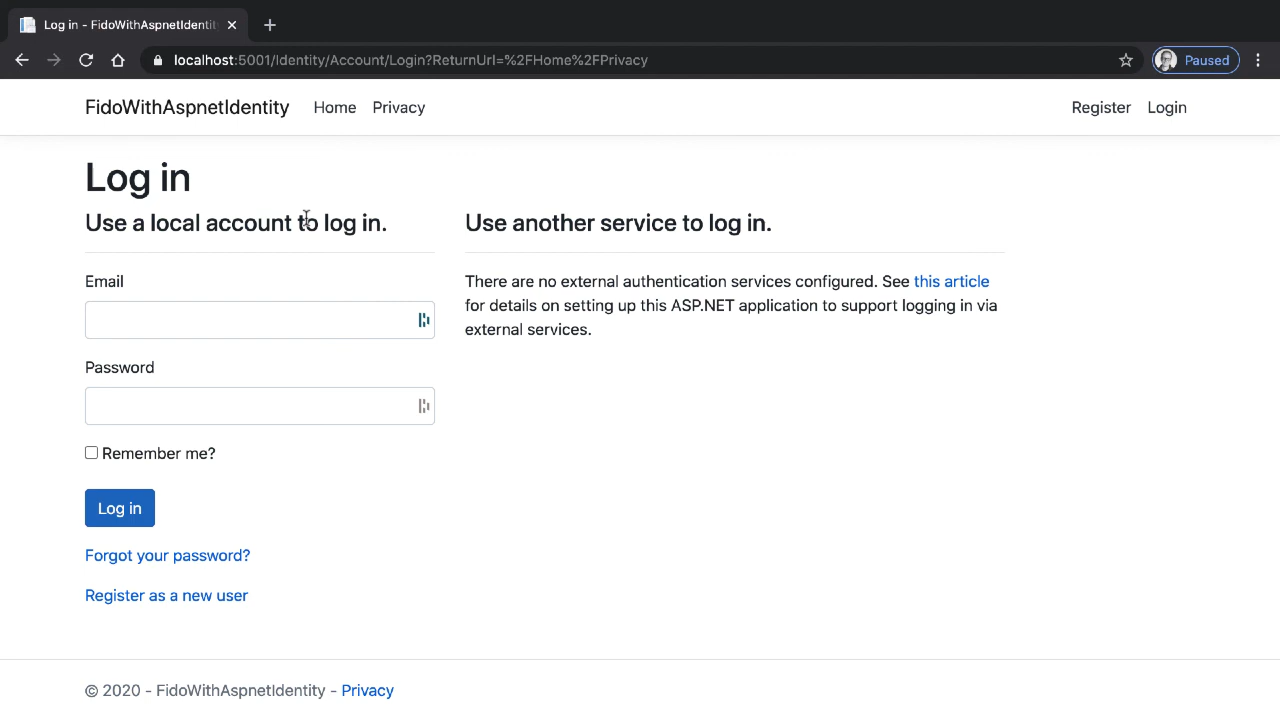 Log in - FidoWithAspnetIdentit
localhost:5001/Identity/Account/Login?ReturnUrl=%2FHome%2FPrivacy
Paused
FidoWithAspnetIdentity Home Privacy Register Login
Log in
Use a local account to log in.
Email
Password
Remember me?
Log in
Forgot your password?
Register as a new user
Use another service to log in.
There are no external authentication services configured. See this article
for details on setting up this ASP.NET application to support logging in via
external services.
© 2020 - FidoWithAspnetIdentity - Privacy